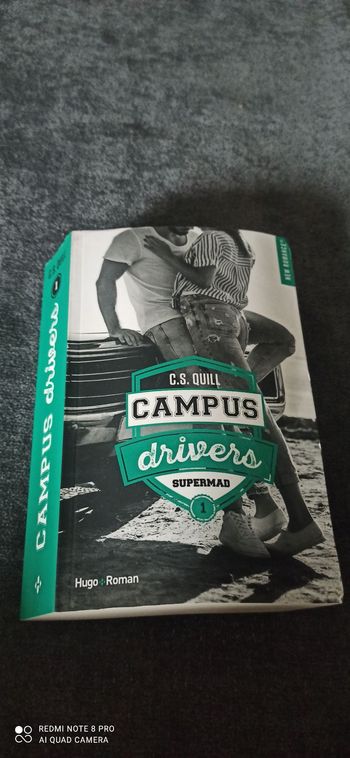 NEW ROMANCE
C.S. QUILL
CAMPUS
drivers
SUPERMAD
1
Hugo + Roman
C.S. QUILL
1
CAMPUS drivers
REDMI NOTE 8 PRO
AI QUAD CAMERA